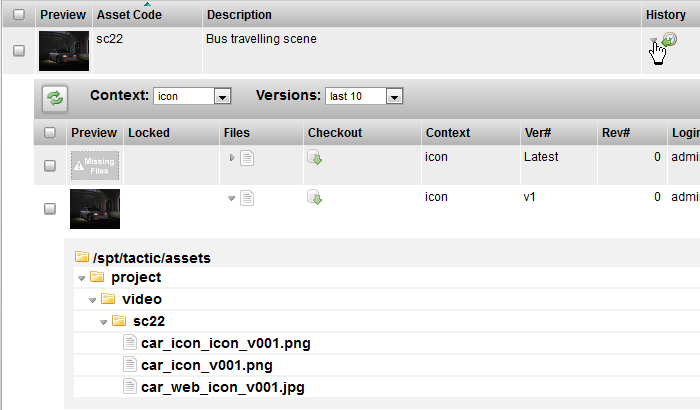 Preview Asset Code Description History
sc22 Bus travelling scene
Context: icon Versions: last 10
Preview Locked Files Checkout Context Ver# Rev# Login
Missing Files icon Latest 0 admi
icon v1 0 admi
/spt/tactic/assets
project
video
sc22
car_icon_icon_v001.png
car_icon_v001.png
car_web_icon_v001.jpg